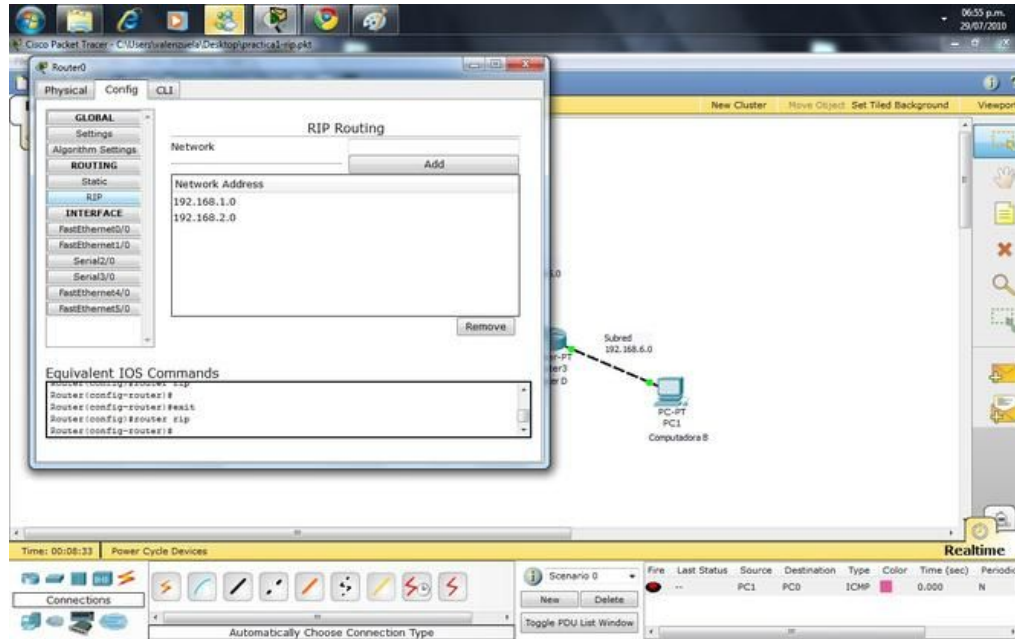 06:55 p.m.
29/07/2010
Cisco Packet Tracer - C:\Users\valenzuela\Desktop\practica1-rip.pkt
Router0
Physical Config CLI
New Cluster Move Object Set Tiled Background Viewport
GLOBAL
Settings
Algorithm Settings
ROUTING
Static
RIP
INTERFACE
FastEthernet0/0
FastEthernet1/0
Serial2/0
Serial3/0
FastEthernet4/0
FastEthernet5/0
RIP Routing
Network
Add
Network Address
192.168.1.0
192.168.2.0
Remove
Equivalent IOS Commands
Router(config)#router rip
Router(config-router)#
Router(config-router)#exit
Router(config)#router rip
Router(config-router)#
Subred
192.168.6.0
PC-PT
PC1
Computadora B
Time: 00:08:33 Power Cycle Devices
Realtime
Connections
Automatically Choose Connection Type
Scenario 0
New Delete
Toggle PDU List Window
Fire Last Status Source Destination Type Color Time (sec) Periodic
-- PC1 PC0 ICMP 0.000 N